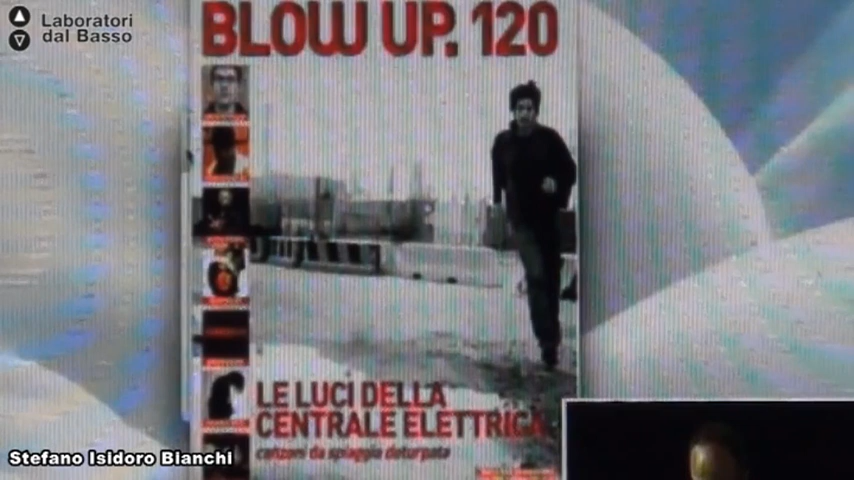 Laboratori
dal Basso
BLOW UP. 120
LE LUCI DELLA
CENTRALE ELETTRICA
canzoni da spiaggia deturpata
Stefano Isidoro Bianchi